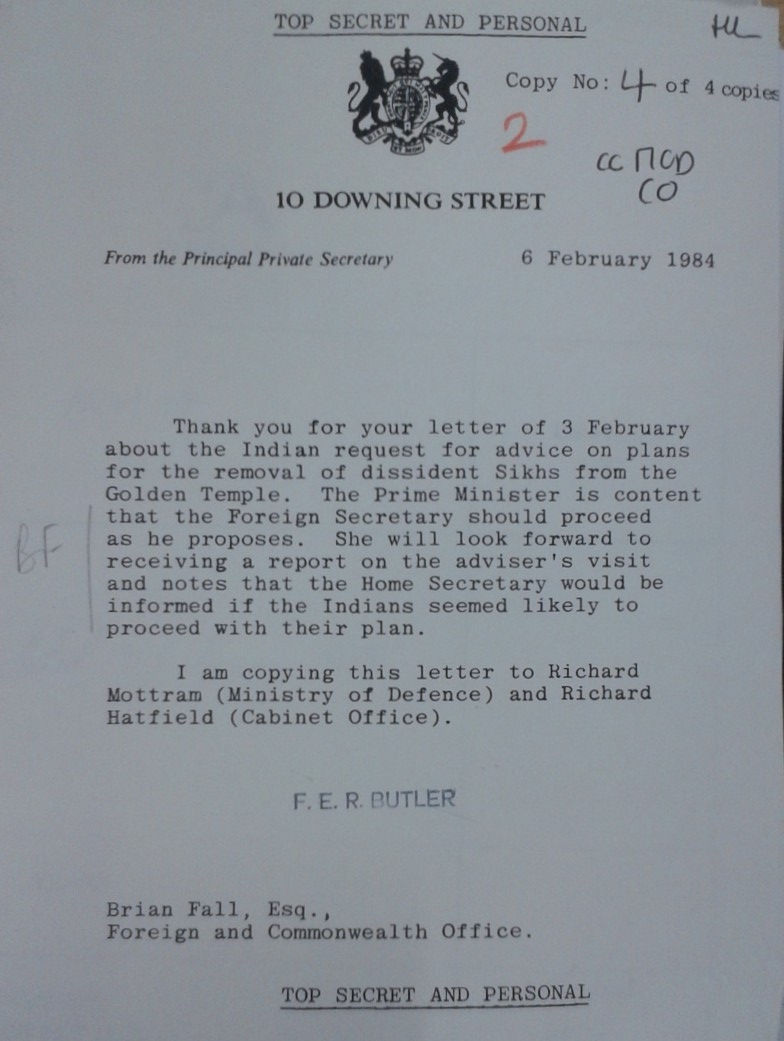 TOP SECRET AND PERSONAL
Copy No: 4 of 4 copies
2
cc MOD
CO
10 DOWNING STREET
From the Principal Private Secretary
6 February 1984
Thank you for your letter of 3 February
about the Indian request for advice on plans
for the removal of dissident Sikhs from the
Golden Temple. The Prime Minister is content
that the Foreign Secretary should proceed
as he proposes. She will look forward to
receiving a report on the adviser's visit
and notes that the Home Secretary would be
informed if the Indians seemed likely to
proceed with their plan.
BF
I am copying this letter to Richard
Mottram (Ministry of Defence) and Richard
Hatfield (Cabinet Office).
F. E. R. BUTLER
Brian Fall, Esq.,
Foreign and Commonwealth Office.
TOP SECRET AND PERSONAL